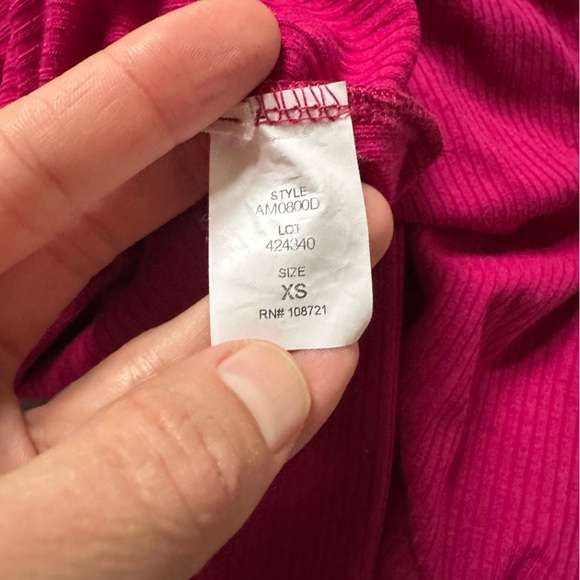 STYLE
AM0800D
LOT
424340
SIZE
XS
RN# 108721